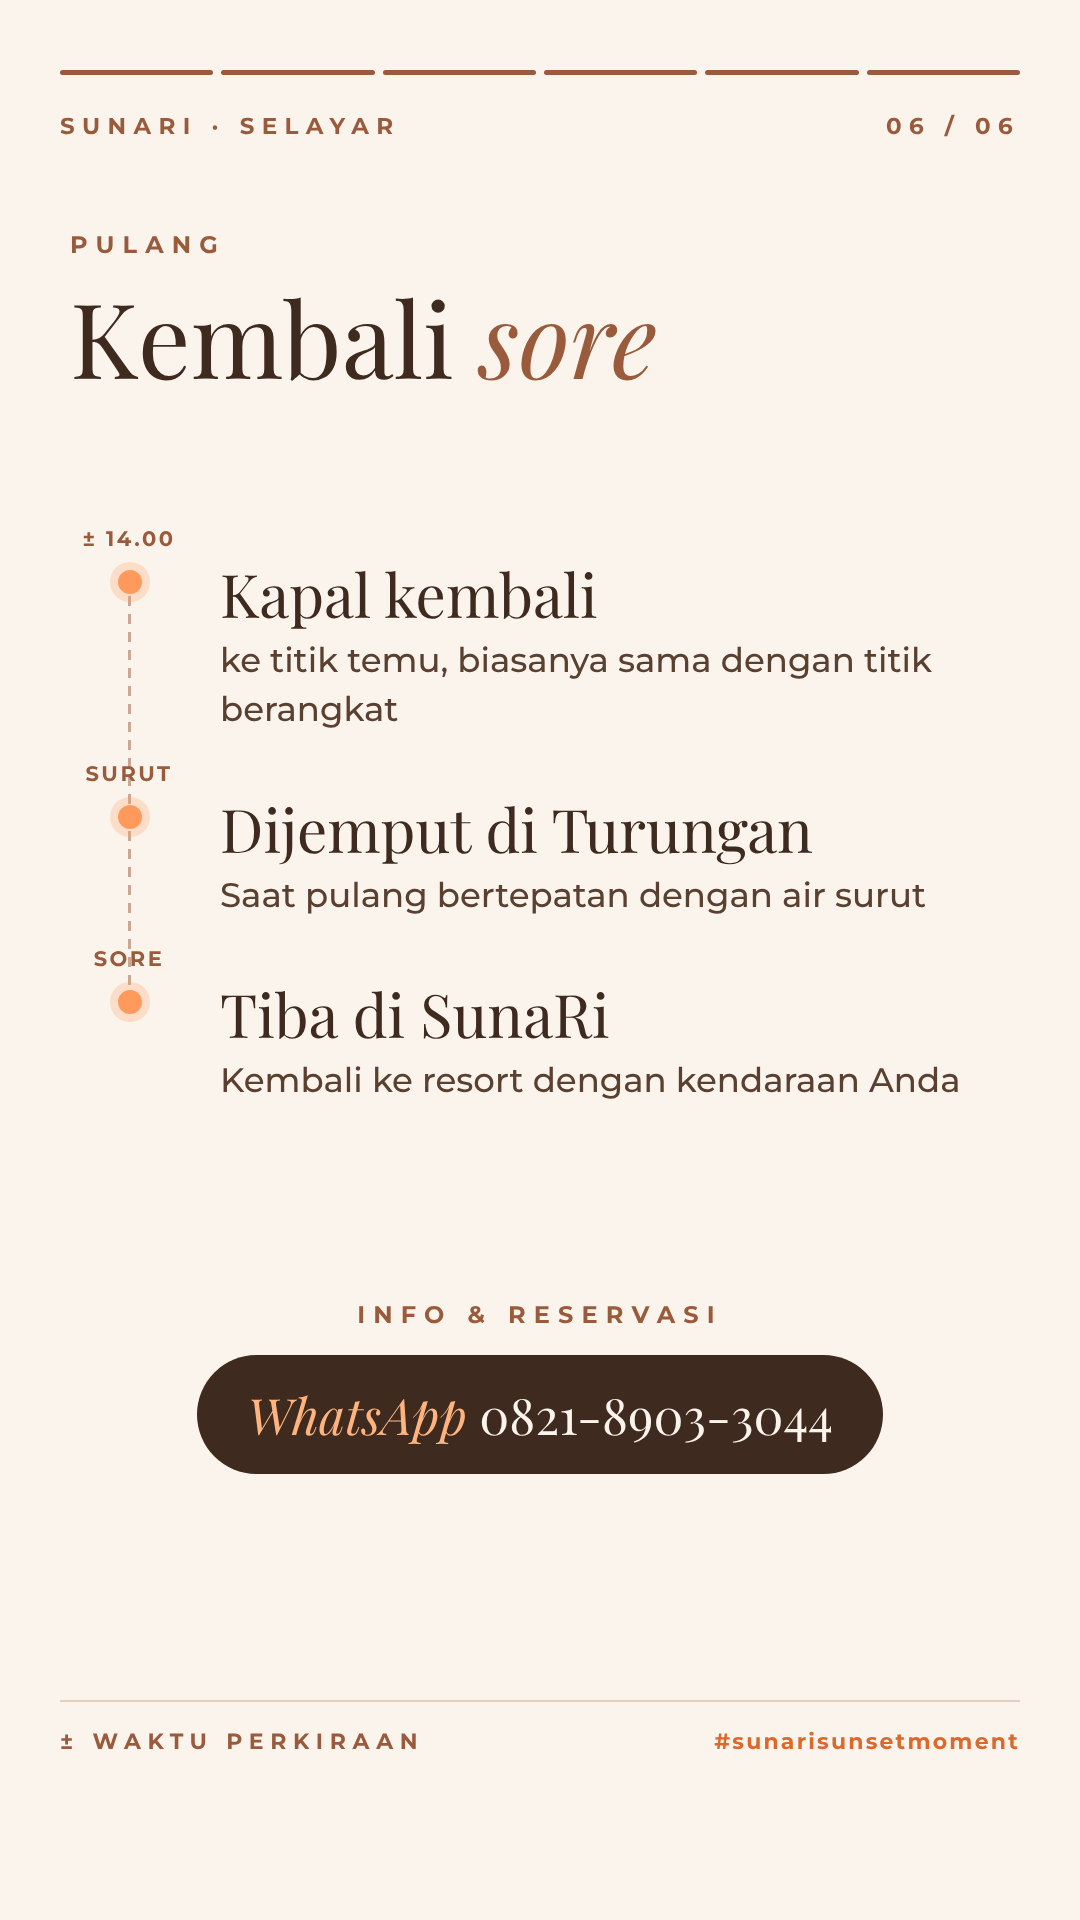 SUNARI · SELAYAR
06 / 06
PULANG
Kembali sore
± 14.00
Kapal kembali
ke titik temu, biasanya sama dengan titik
berangkat
SURUT
Dijemput di Turungan
Saat pulang bertepatan dengan air surut
SORE
Tiba di SunaRi
Kembali ke resort dengan kendaraan Anda
INFO & RESERVASI
WhatsApp 0821-8903-3044
± WAKTU PERKIRAAN
#sunarisunsetmoment